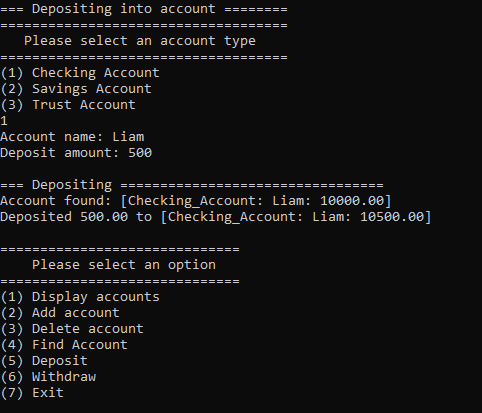 === Depositing into account ========
====================================
   Please select an account type
====================================
(1) Checking Account
(2) Savings Account
(3) Trust Account
1
Account name: Liam
Deposit amount: 500

=== Depositing =================================
Account found: [Checking_Account: Liam: 10000.00]
Deposited 500.00 to [Checking_Account: Liam: 10500.00]

==============================
    Please select an option
==============================
(1) Display accounts
(2) Add account
(3) Delete account
(4) Find Account
(5) Deposit
(6) Withdraw
(7) Exit